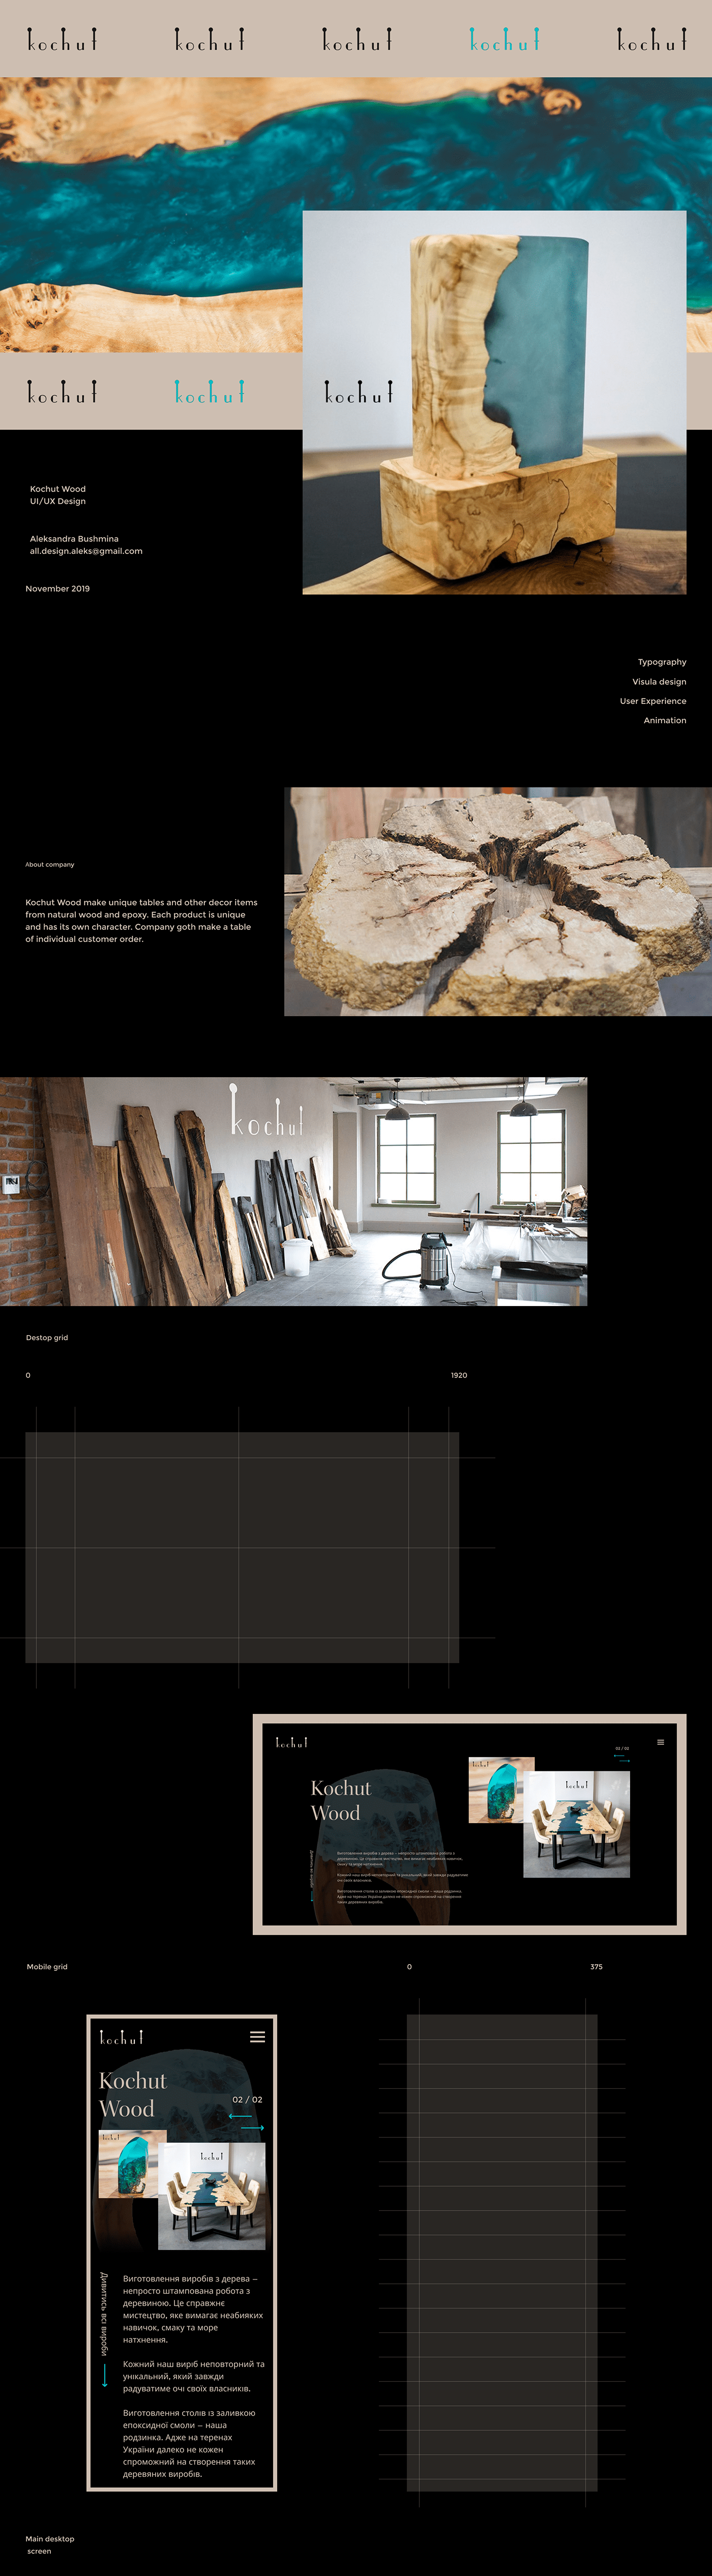 kochut kochut kochut kochut kochut
kochut kochut kochut
Kochut Wood
UI/UX Design
Aleksandra Bushmina
all.design.aleks@gmail.com
November 2019
Typography
Visula design
User Experience
Animation
About company
Kochut Wood make unique tables and other decor items
from natural wood and epoxy. Each product is unique
and has its own character. Company goth make a table
of individual customer order.
kochut
Destop grid
0 1920
kochut
02 / 02
kochut
kochut
Kochut
Wood
Mobile grid
0 375
kochut
Kochut
Wood
02 / 02
kochut
kochut
Дивитись всі вироби
Виготовлення виробів з дерева –
непросто штампована робота з
деревиною. Це справжнє
мистецтво, яке вимагає неабияких
навичок, смаку та море
натхнення.
Кожний наш виріб неповторний та
унікальний, який завжди
радуватиме очі своїх власників.
Виготовлення столів із заливкою
епоксидної смоли – наша
родзинка. Адже на теренах
України далеко не кожен
спроможний на створення таких
деревяних виробів.
Main desktop
screen